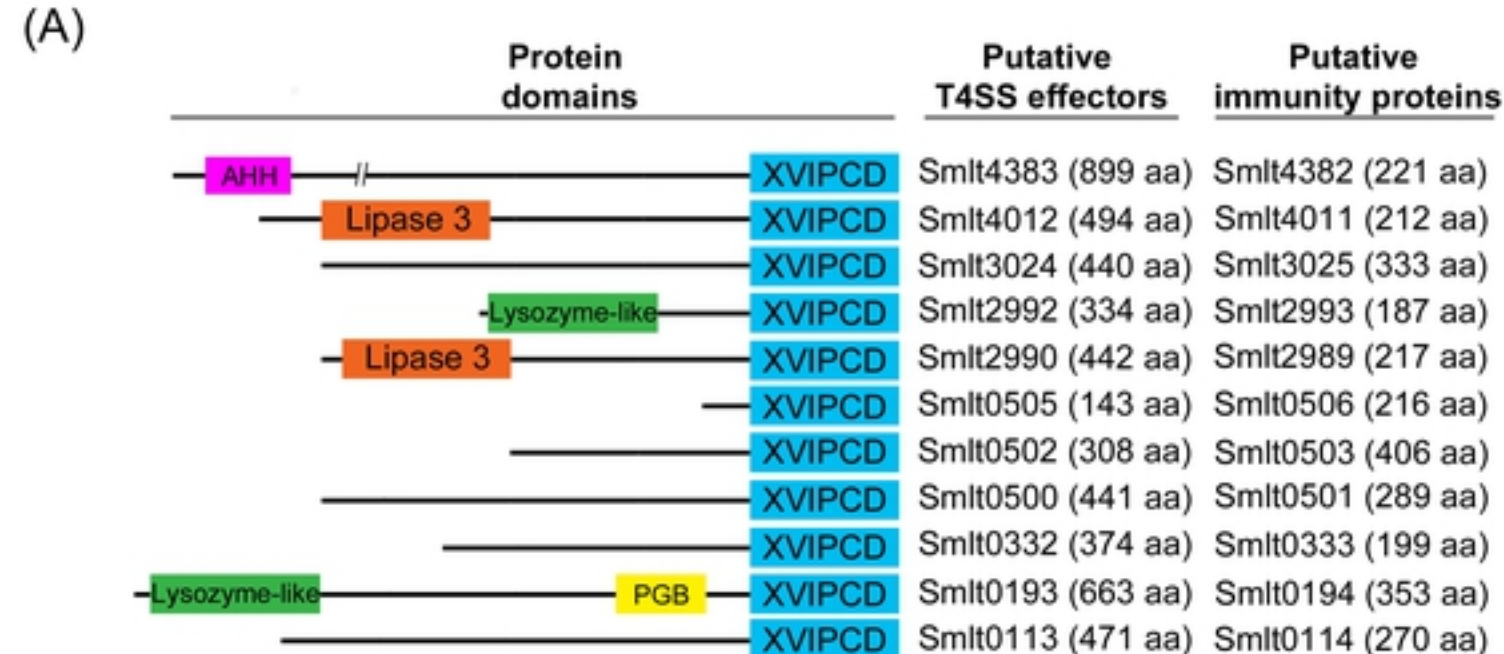 (A)
Protein domains
Putative T4SS effectors
Putative immunity proteins
AHH // XVIPCD Smlt4383 (899 aa) Smlt4382 (221 aa)
Lipase 3 XVIPCD Smlt4012 (494 aa) Smlt4011 (212 aa)
XVIPCD Smlt3024 (440 aa) Smlt3025 (333 aa)
Lysozyme-like XVIPCD Smlt2992 (334 aa) Smlt2993 (187 aa)
Lipase 3 XVIPCD Smlt2990 (442 aa) Smlt2989 (217 aa)
XVIPCD Smlt0505 (143 aa) Smlt0506 (216 aa)
XVIPCD Smlt0502 (308 aa) Smlt0503 (406 aa)
XVIPCD Smlt0500 (441 aa) Smlt0501 (289 aa)
XVIPCD Smlt0332 (374 aa) Smlt0333 (199 aa)
Lysozyme-like PGB XVIPCD Smlt0193 (663 aa) Smlt0194 (353 aa)
XVIPCD Smlt0113 (471 aa) Smlt0114 (270 aa)